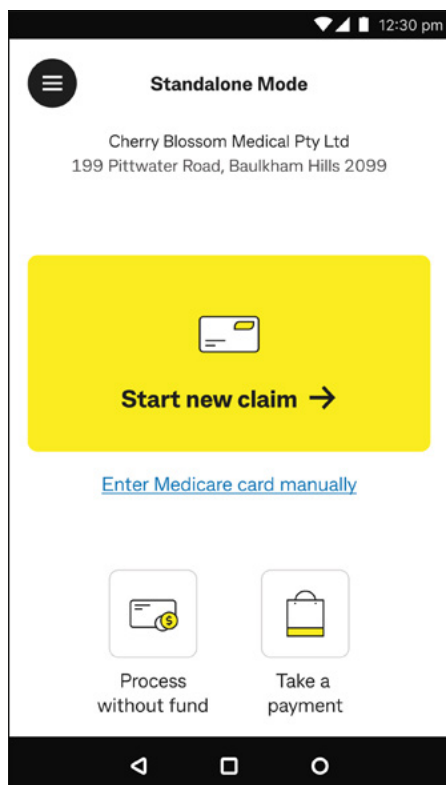 12:30 pm
Standalone Mode
Cherry Blossom Medical Pty Ltd
199 Pittwater Road, Baulkham Hills 2099
Start new claim →
Enter Medicare card manually
$
Process
without fund
Take a
payment